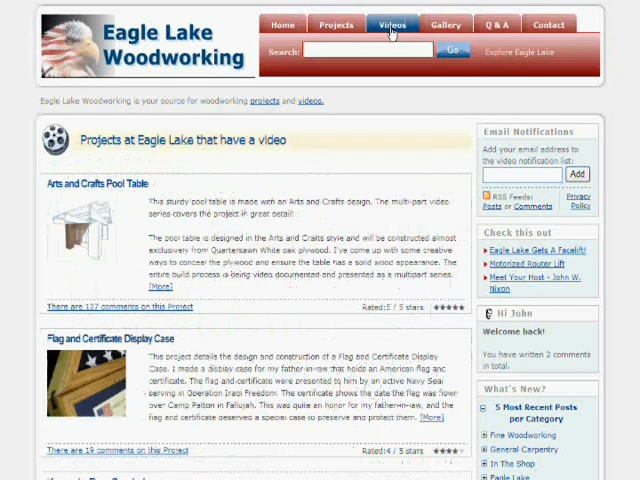 Eagle Lake
Woodworking
Home Projects Videos Gallery Q & A Contact
Search: Go Explore Eagle Lake
Eagle Lake Woodworking is your source for woodworking projects and videos.
Projects at Eagle Lake that have a video
Arts and Crafts Pool Table
This sturdy pool table is made with an Arts and Crafts design. The multi-part video
series covers the project in great detail!
The pool table is designed in the Arts and Crafts style and will be constructed almost
exclusively from Quartersawn White oak plywood. I've come up with some creative
ways to conceal the plywood and ensure the table has a solid wood appearance. The
entire build process is being video documented and presented as a multipart series.
[More]
There are 127 comments on this Project Rated: 5 / 5 stars
Flag and Certificate Display Case
This project details the design and construction of a Flag and Certificate Display
Case. I made a display case for my father-in-law that holds an American flag and
certificate. The flag and certificate were presented to him by an active Navy Seal
serving in Operation Iraqi Freedom. The certificate shows the date the flag was flown
over Camp Patton in Fallujah. This was quite an honor for my father-in-law, and the
flag and certificate deserved a special case to preserve and protect them. [More]
There are 19 comments on this Project Rated: 4 / 5 stars
Email Notifications
Add your email address to
the video notification list:
Add
RSS Feeds: Privacy
Posts or Comments Policy
Check this out
Eagle Lake Gets A Facelift!
Motorized Router Lift
Meet Your Host - John W.
Nixon
Hi John
Welcome back!
You have written 2 comments
in total.
What's New?
5 Most Recent Posts
per Category
Fine Woodworking
General Carpentry
In The Shop
Eagle Lake